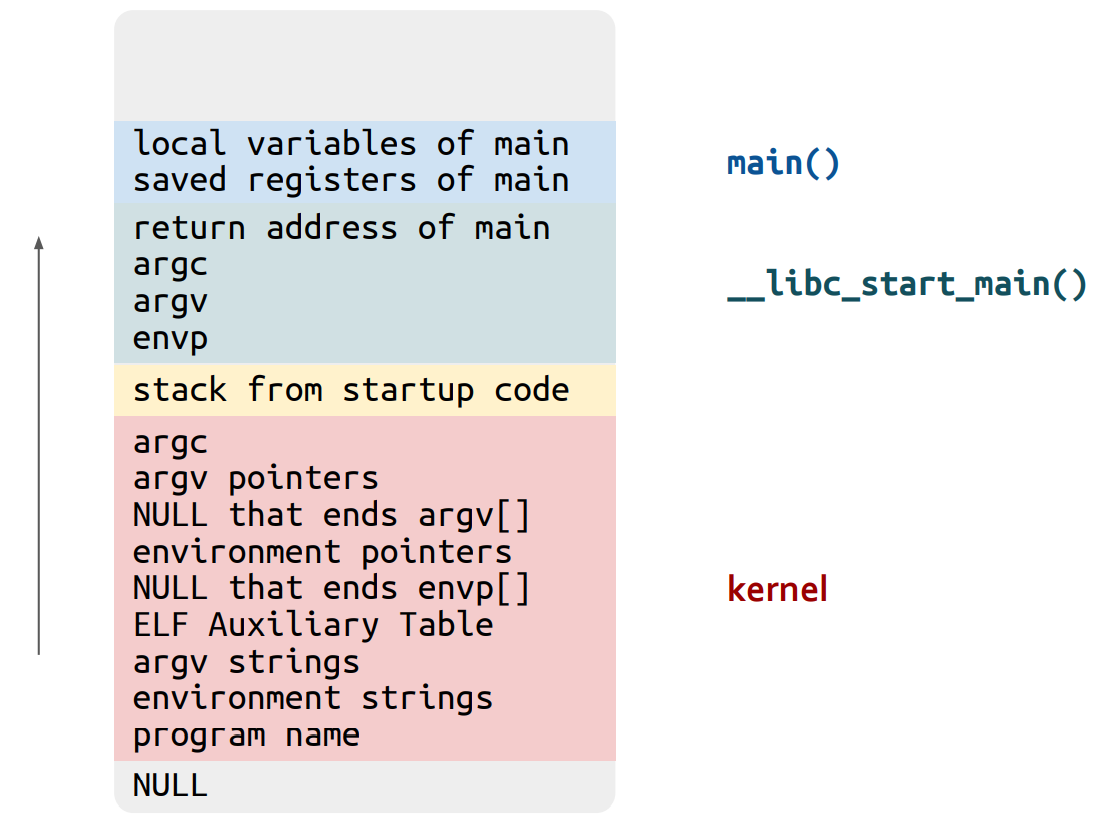 local variables of main
saved registers of main
main()
return address of main
argc
argv
envp
__libc_start_main()
stack from startup code
argc
argv pointers
NULL that ends argv[]
environment pointers
NULL that ends envp[]
ELF Auxiliary Table
argv strings
environment strings
program name
kernel
NULL